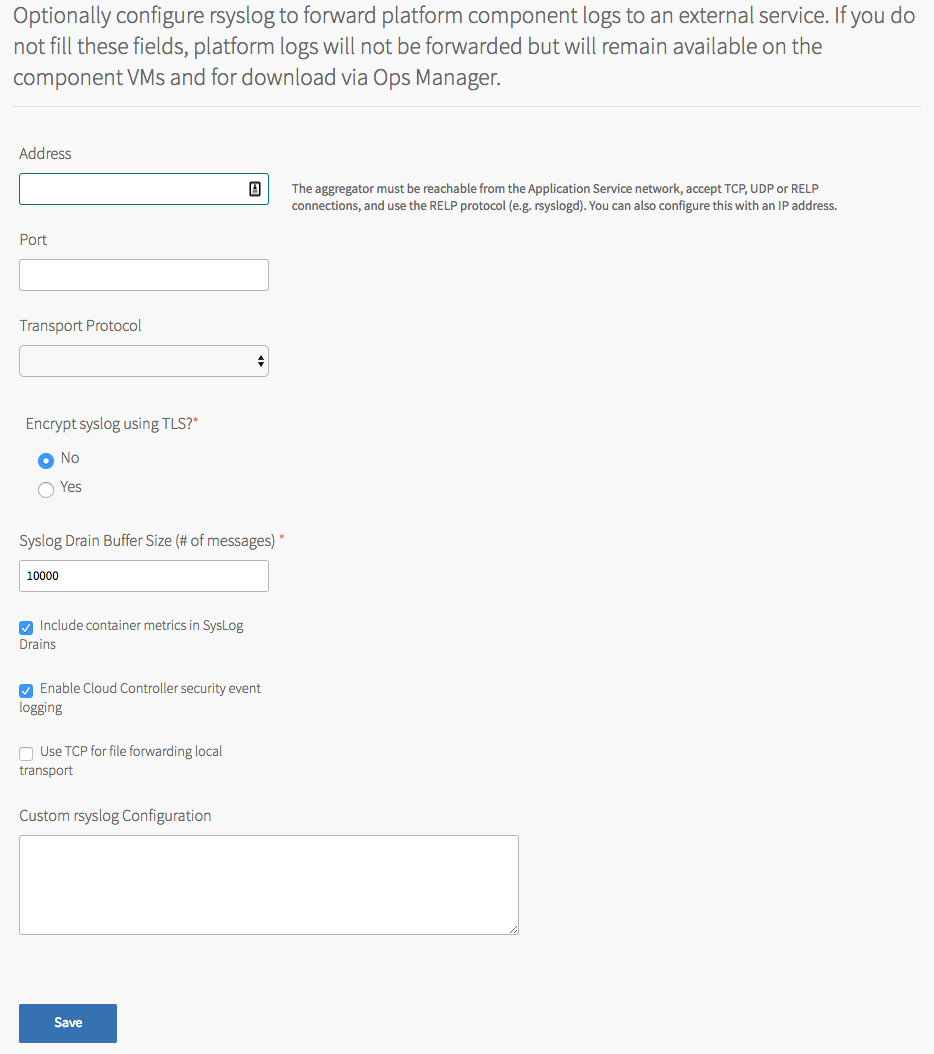 Optionally configure rsyslog to forward platform component logs to an external service. If you do
not fill these fields, platform logs will not be forwarded but will remain available on the
component VMs and for download via Ops Manager.
Address
The aggregator must be reachable from the Application Service network, accept TCP, UDP or RELP
connections, and use the RELP protocol (e.g. rsyslogd). You can also configure this with an IP address.
Port
Transport Protocol
Encrypt syslog using TLS?*
No
Yes
Syslog Drain Buffer Size (# of messages) *
10000
Include container metrics in SysLog
Drains
Enable Cloud Controller security event
logging
Use TCP for file forwarding local
transport
Custom rsyslog Configuration
Save